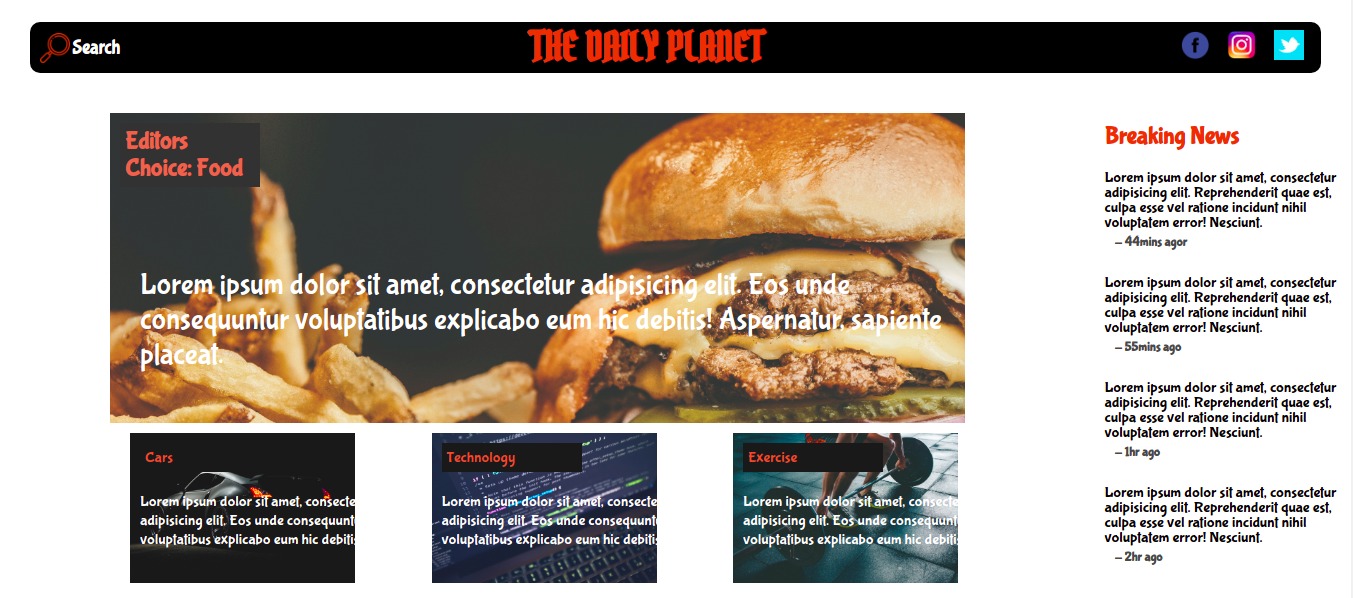 Search
THE DAILY PLANET
Editors
Choice: Food
Lorem ipsum dolor sit amet, consectetur adipisicing elit. Eos unde
consequuntur voluptatibus explicabo eum hic debitis! Aspernatur, sapiente
placeat.
Cars
Lorem ipsum dolor sit amet, consecte
adipisicing elit. Eos unde consequunt
voluptatibus explicabo eum hic debitis
Technology
Lorem ipsum dolor sit amet, consecte
adipisicing elit. Eos unde consequunt
voluptatibus explicabo eum hic debitis
Exercise
Lorem ipsum dolor sit amet, consecte
adipisicing elit. Eos unde consequunt
voluptatibus explicabo eum hic debitis
Breaking News
Lorem ipsum dolor sit amet, consectetur
adipisicing elit. Reprehenderit quae est,
culpa esse vel ratione incidunt nihil
voluptatem error! Nesciunt.
– 44mins agor
Lorem ipsum dolor sit amet, consectetur
adipisicing elit. Reprehenderit quae est,
culpa esse vel ratione incidunt nihil
voluptatem error! Nesciunt.
– 55mins ago
Lorem ipsum dolor sit amet, consectetur
adipisicing elit. Reprehenderit quae est,
culpa esse vel ratione incidunt nihil
voluptatem error! Nesciunt.
– 1hr ago
Lorem ipsum dolor sit amet, consectetur
adipisicing elit. Reprehenderit quae est,
culpa esse vel ratione incidunt nihil
voluptatem error! Nesciunt.
– 2hr ago